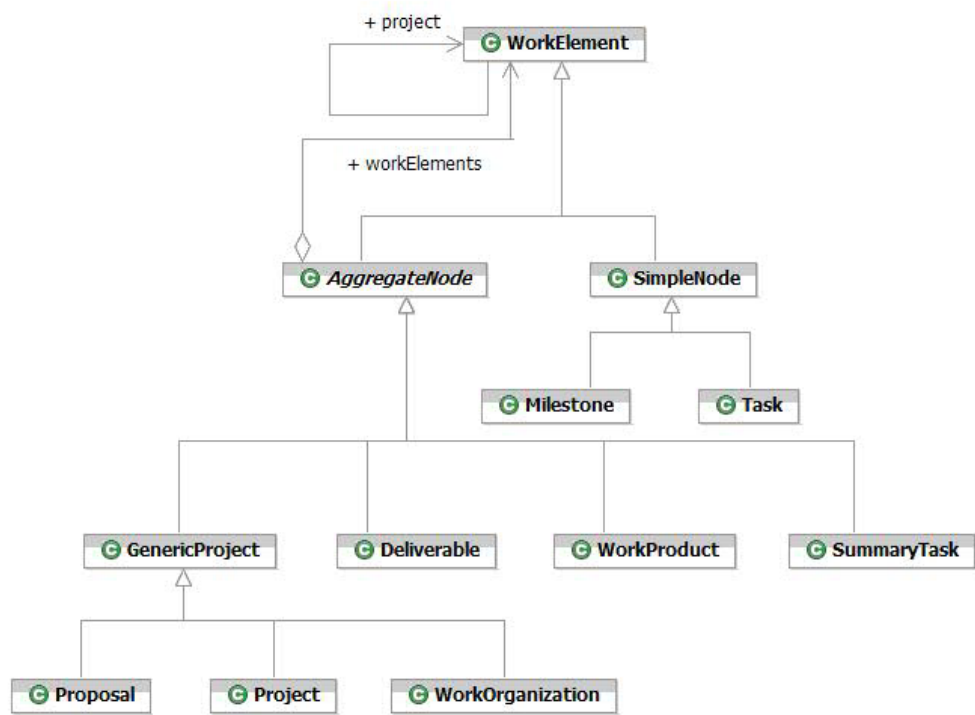 + project
C WorkElement
+ workElements
C AggregateNode
C SimpleNode
C Milestone
C Task
C GenericProject
C Deliverable
C WorkProduct
C SummaryTask
C Proposal
C Project
C WorkOrganization